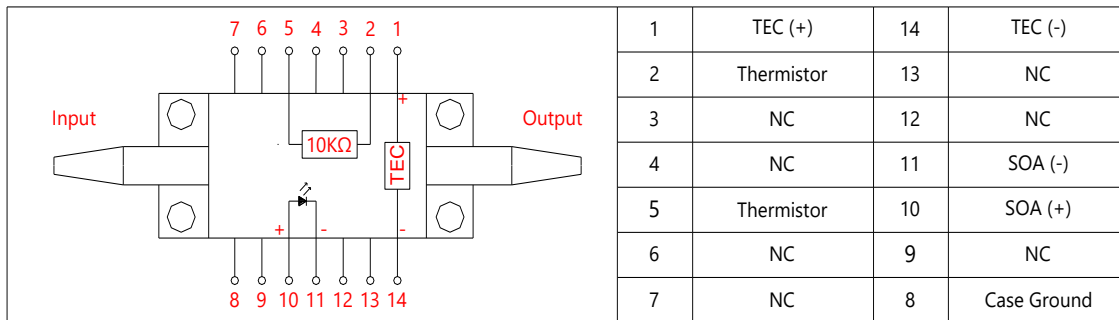 7 6 5 4 3 2 1
Input
Output
+
10KΩ
TEC
+ - -
8 9 10 11 12 13 14
1 TEC (+) 14 TEC (-)
2 Thermistor 13 NC
3 NC 12 NC
4 NC 11 SOA (-)
5 Thermistor 10 SOA (+)
6 NC 9 NC
7 NC 8 Case Ground